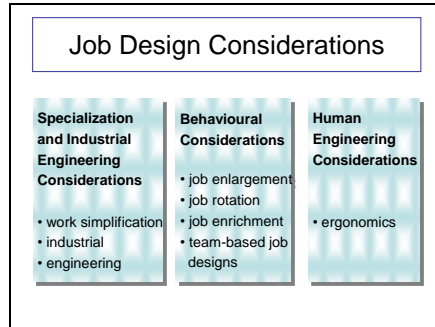 Job Design Considerations
Specialization
and Industrial
Engineering
Considerations
• work simplification
• industrial
• engineering
Behavioural
Considerations
• job enlargement
• job rotation
• job enrichment
• team-based job
designs
Human
Engineering
Considerations
• ergonomics